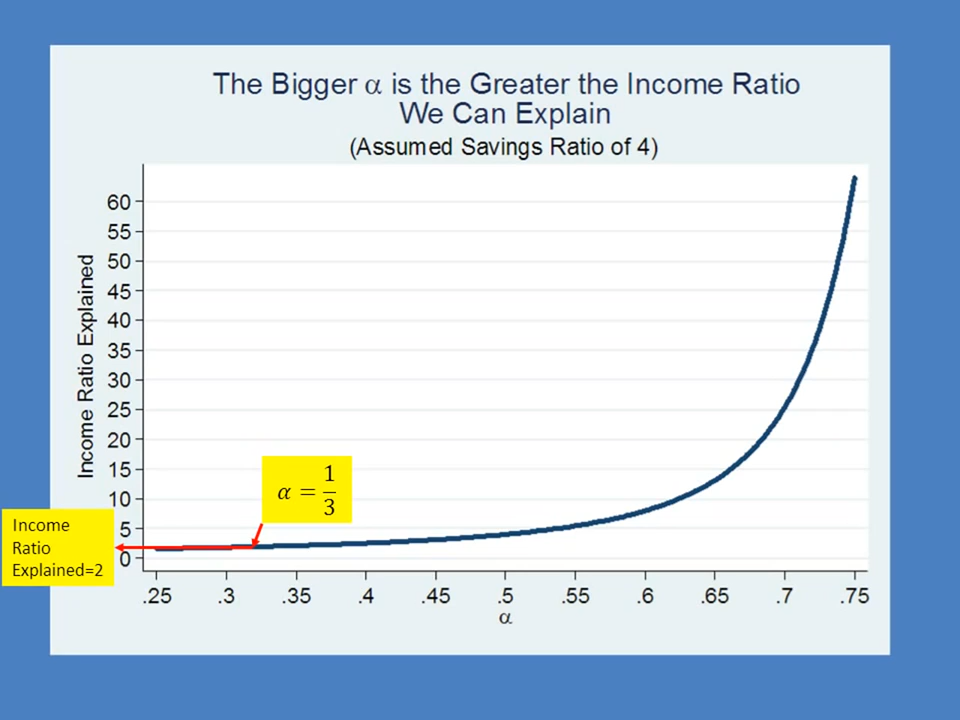 The Bigger α is the Greater the Income Ratio
We Can Explain
(Assumed Savings Ratio of 4)
Income Ratio Explained
60
55
50
45
40
35
30
25
20
15
10
5
0
α = 1/3
Income
Ratio
Explained=2
.25 .3 .35 .4 .45 .5 .55 .6 .65 .7 .75
α